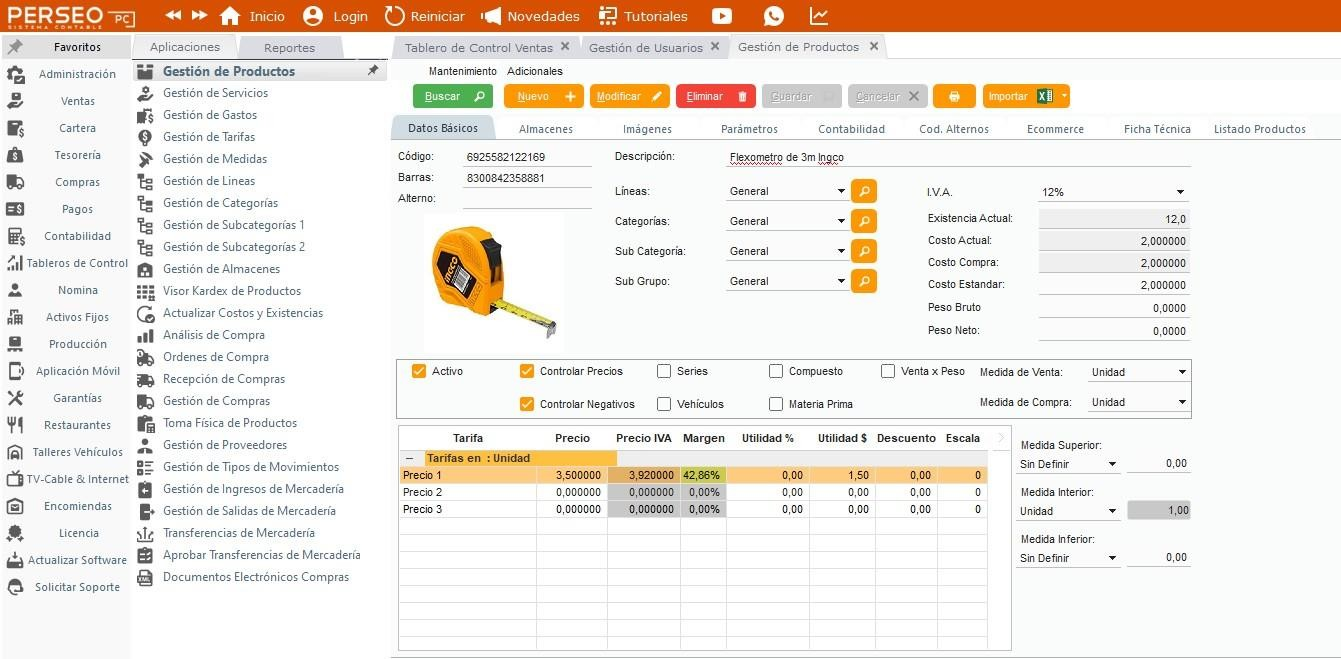 PERSEO PC
SISTEMA CONTABLE
Inicio Login Reiniciar Novedades Tutoriales
Favoritos
Administración
Ventas
Cartera
Tesorería
Compras
Pagos
Contabilidad
Tableros de Control
Nomina
Activos Fijos
Producción
Aplicación Móvil
Garantías
Restaurantes
Talleres Vehículos
TV-Cable & Internet
Encomiendas
Licencia
Actualizar Software
Solicitar Soporte
Aplicaciones Reportes
Gestión de Productos
Gestión de Servicios
Gestión de Gastos
Gestión de Tarifas
Gestión de Medidas
Gestión de Lineas
Gestión de Categorías
Gestión de Subcategorías 1
Gestión de Subcategorías 2
Gestión de Almacenes
Visor Kardex de Productos
Actualizar Costos y Existencias
Análisis de Compra
Ordenes de Compra
Recepción de Compras
Gestión de Compras
Toma Física de Productos
Gestión de Proveedores
Gestión de Tipos de Movimientos
Gestión de Ingresos de Mercadería
Gestión de Salidas de Mercadería
Transferencias de Mercadería
Aprobar Transferencias de Mercadería
XML Documentos Electrónicos Compras
Tablero de Control Ventas Gestión de Usuarios Gestión de Productos
Mantenimiento Adicionales
Buscar Nuevo Modificar Eliminar Guardar Cancelar Importar
Datos Básicos Almacenes Imágenes Parámetros Contabilidad Cod. Alternos Ecommerce Ficha Técnica Listado Productos
Código: 6925582122169
Barras: 8300842358881
Alterno:
INGCO
Descripción: Flexometro de 3m Ingco
Líneas: General
Categorías: General
Sub Categoría: General
Sub Grupo: General
I.V.A. 12%
Existencia Actual: 12,0
Costo Actual: 2,000000
Costo Compra: 2,000000
Costo Estandar: 2,000000
Peso Bruto 0,0000
Peso Neto: 0,0000
Activo Controlar Precios Series Compuesto Venta x Peso Medida de Venta: Unidad
Controlar Negativos Vehículos Materia Prima Medida de Compra: Unidad
Tarifa Precio Precio IVA Margen Utilidad % Utilidad $ Descuento Escala
Tarifas en : Unidad
Precio 1 3,500000 3,920000 42,86% 0,00 1,50 0,00 0
Precio 2 0,000000 0,000000 0,00% 0,00 0,00 0,00 0
Precio 3 0,000000 0,000000 0,00% 0,00 0,00 0,00 0
Medida Superior:
Sin Definir 0,00
Medida Interior:
Unidad 1,00
Medida Inferior:
Sin Definir 0,00